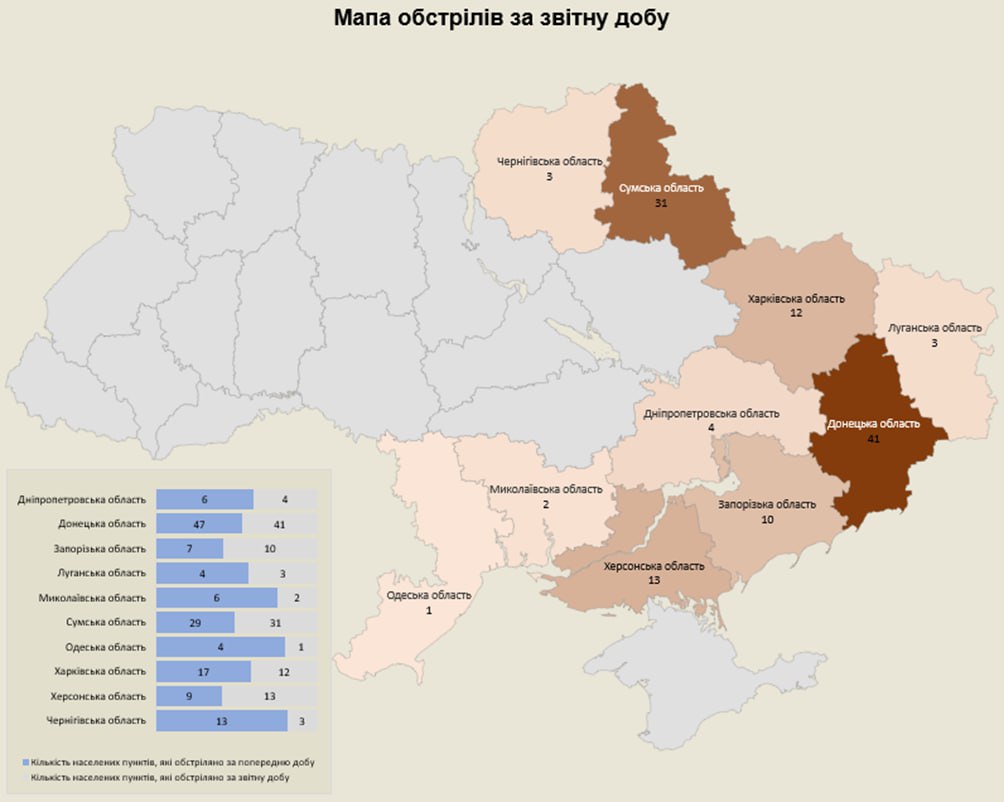 Мапа обстрілів за звітну добу
Чернігівська область
3
Сумська область
31
Харківська область
12
Луганська область
3
Дніпропетровська область
4
Донецька область
41
Миколаївська область
2
Запорізька область
10
Херсонська область
13
Одеська область
1
Дніпропетровська область 6 4
Донецька область 47 41
Запорізька область 7 10
Луганська область 4 3
Миколаївська область 6 2
Сумська область 29 31
Одеська область 4 1
Харківська область 17 12
Херсонська область 9 13
Чернігівська область 13 3
Кількість населених пунктів, які обстріляно за попередню добу
Кількість населених пунктів, які обстріляно за звітну добу